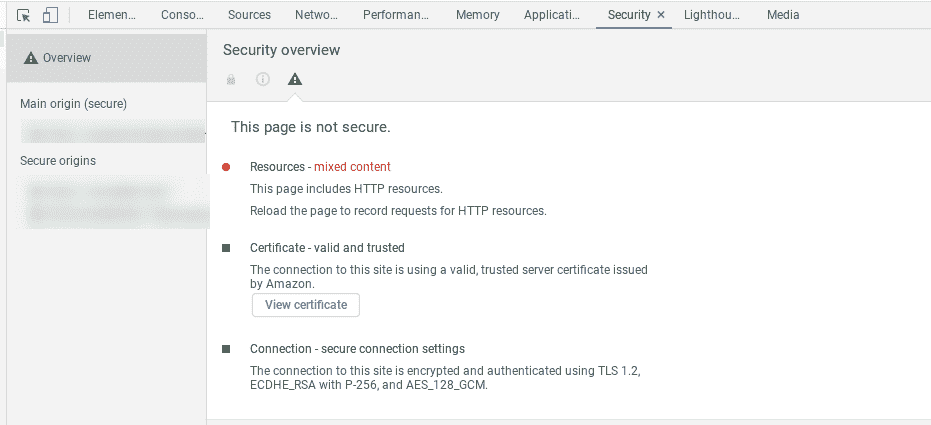 Elemen… Conso… Sources Netwo… Performan… Memory Applicati… Security × Lighthou… Media
Overview
Main origin (secure)
Secure origins
Security overview
This page is not secure.
Resources - mixed content
This page includes HTTP resources.
Reload the page to record requests for HTTP resources.
Certificate - valid and trusted
The connection to this site is using a valid, trusted server certificate issued
by Amazon.
View certificate
Connection - secure connection settings
The connection to this site is encrypted and authenticated using TLS 1.2,
ECDHE_RSA with P-256, and AES_128_GCM.